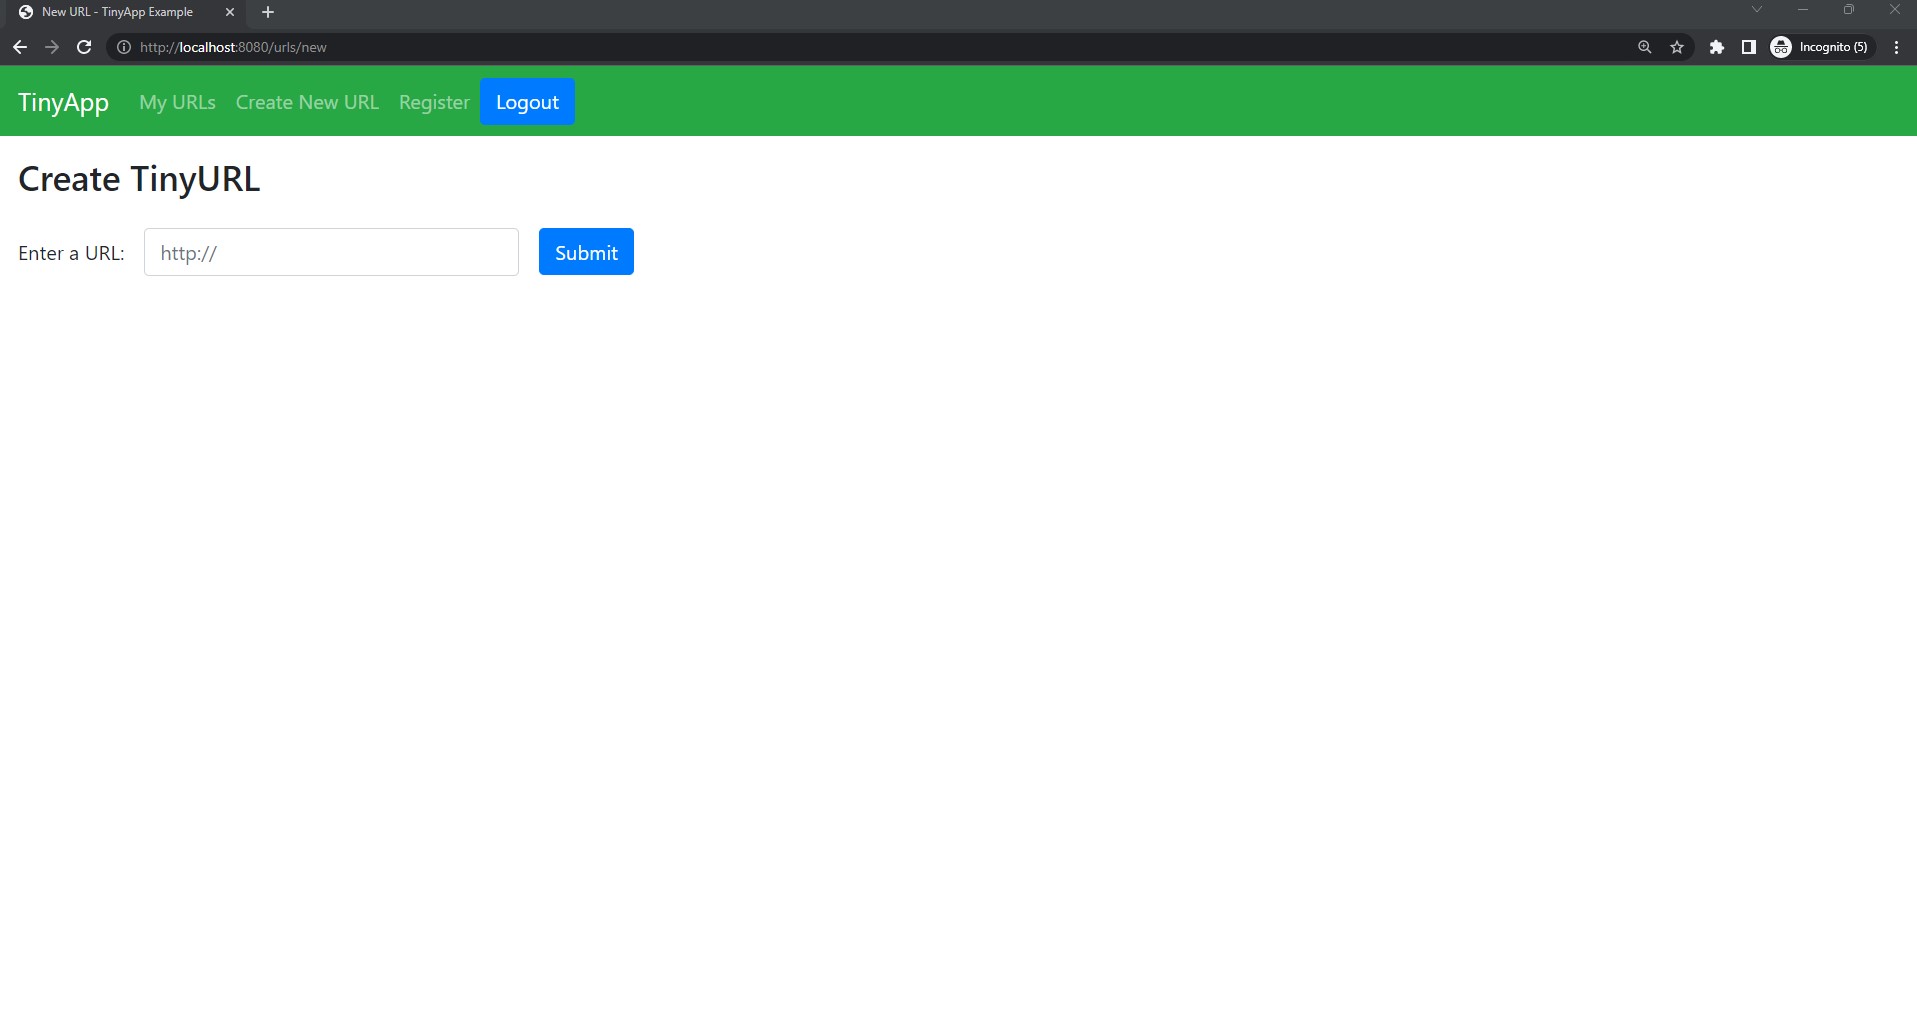 New URL - TinyApp Example
http://localhost:8080/urls/new
Incognito (5)
TinyApp My URLs Create New URL Register Logout
Create TinyURL
Enter a URL: http:// Submit